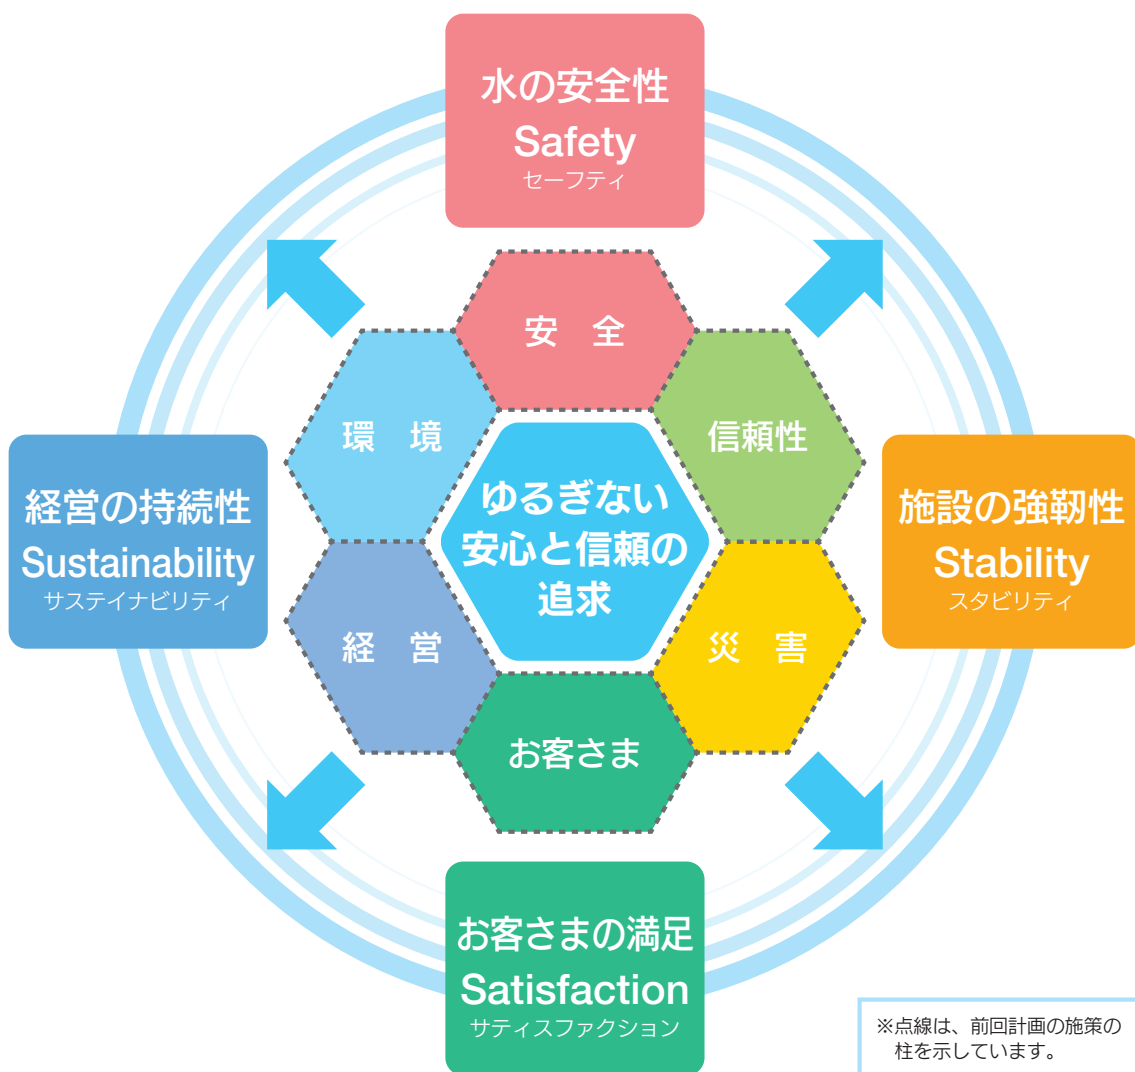 水の安全性
Safety
セーフティ
安　全
環　境
信頼性
経営の持続性
Sustainability
サステイナビリティ
ゆるぎない
安心と信頼の
追求
施設の強靭性
Stability
スタビリティ
経　営
災　害
お客さま
お客さまの満足
Satisfaction
サティスファクション
※点線は、前回計画の施策の
柱を示しています。